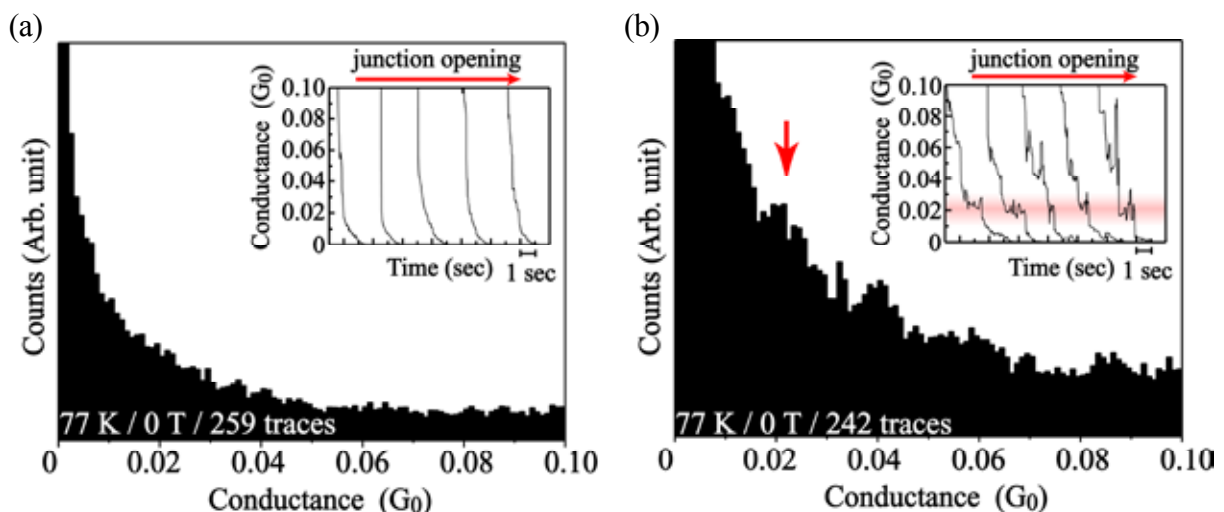 (a)
Counts (Arb. unit)
junction opening
Conductance (G₀)
0.10
0.08
0.06
0.04
0.02
0
Time (sec)
1 sec
77 K / 0 T / 259 traces
0 0.02 0.04 0.06 0.08 0.10
Conductance (G₀)
(b)
Counts (Arb. unit)
junction opening
Conductance (G₀)
0.10
0.08
0.06
0.04
0.02
0
Time (sec)
1 sec
77 K / 0 T / 242 traces
0 0.02 0.04 0.06 0.08 0.10
Conductance (G₀)